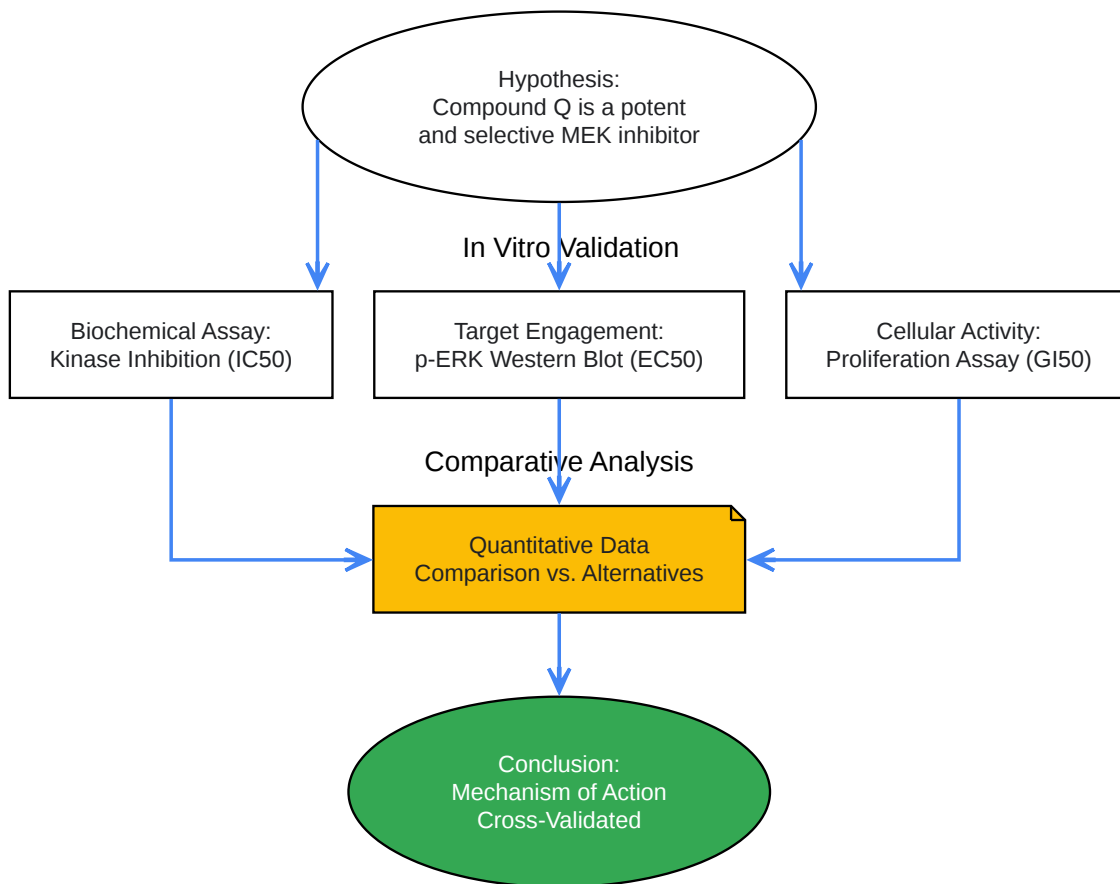 Hypothesis:
Compound Q is a potent
and selective MEK inhibitor
In Vitro Validation
Biochemical Assay:
Kinase Inhibition (IC50)
Target Engagement:
p-ERK Western Blot (EC50)
Cellular Activity:
Proliferation Assay (GI50)
Comparative Analysis
Quantitative Data
Comparison vs. Alternatives
Conclusion:
Mechanism of Action
Cross-Validated